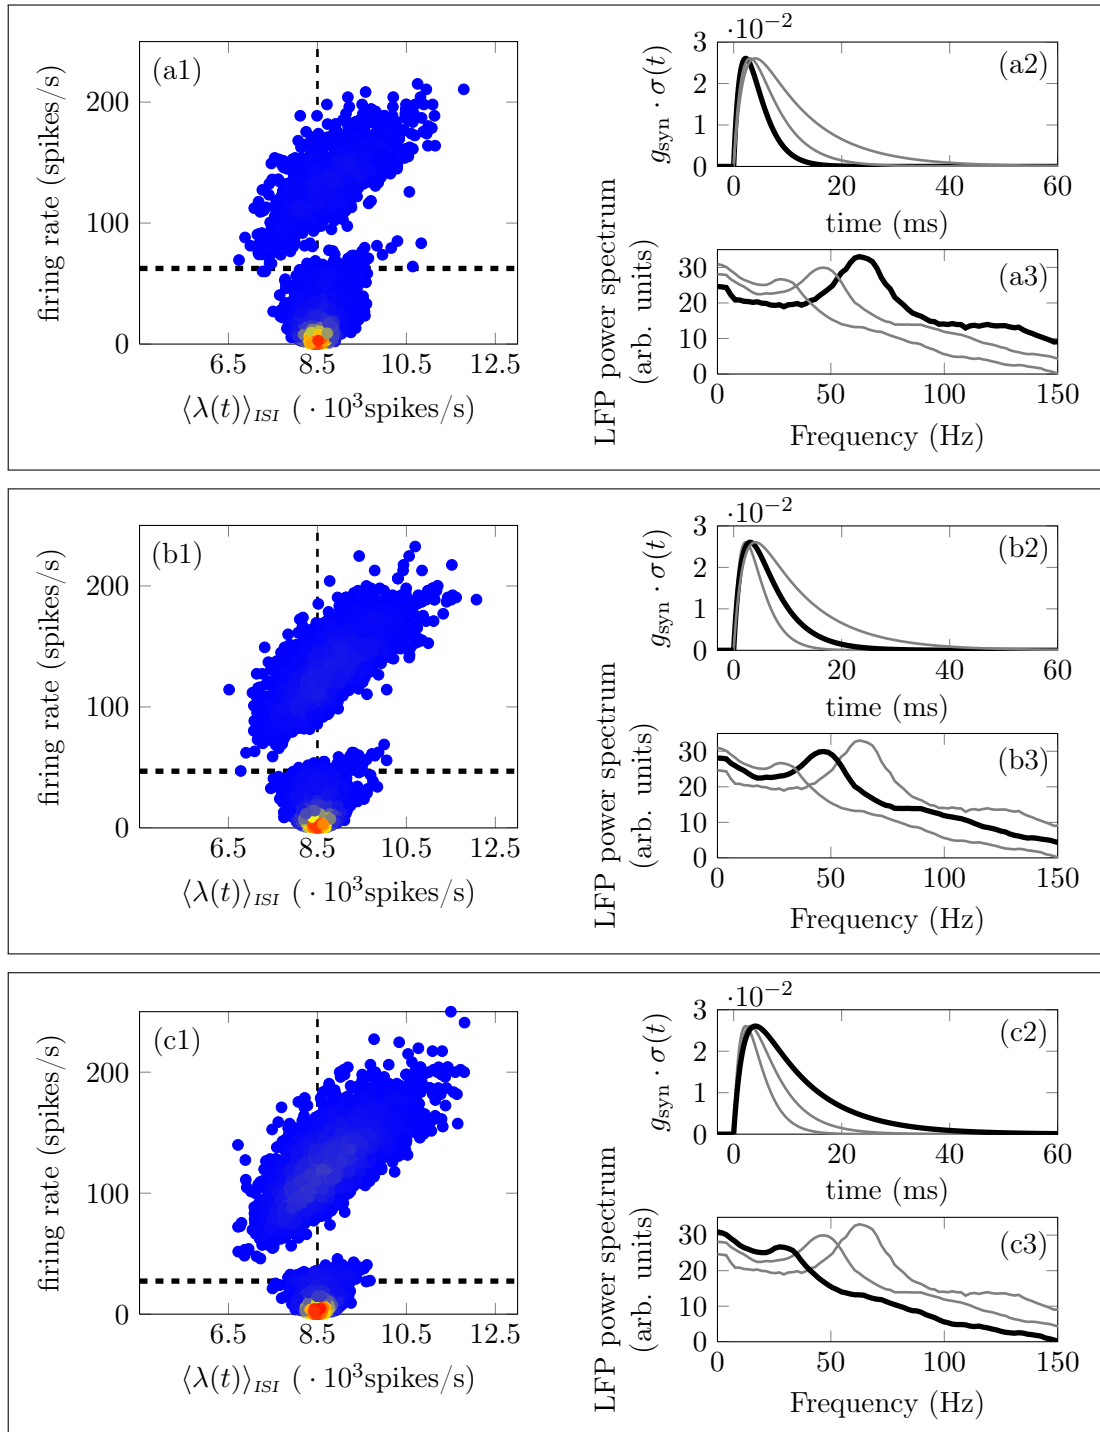 (a1)
firing rate (spikes/s)
200
100
0
6.5 8.5 10.5 12.5
⟨λ(t)⟩ISI ( · 10³spikes/s)
·10⁻²
(a2)
gsyn · σ(t)
3
2
1
0
0 20 40 60
time (ms)
(a3)
LFP power spectrum
(arb. units)
30
20
10
0
0 50 100 150
Frequency (Hz)
(b1)
firing rate (spikes/s)
200
100
0
6.5 8.5 10.5 12.5
⟨λ(t)⟩ISI ( · 10³spikes/s)
·10⁻²
(b2)
gsyn · σ(t)
3
2
1
0
0 20 40 60
time (ms)
(b3)
LFP power spectrum
(arb. units)
30
20
10
0
0 50 100 150
Frequency (Hz)
(c1)
firing rate (spikes/s)
200
100
0
6.5 8.5 10.5 12.5
⟨λ(t)⟩ISI ( · 10³spikes/s)
·10⁻²
(c2)
gsyn · σ(t)
3
2
1
0
0 20 40 60
time (ms)
(c3)
LFP power spectrum
(arb. units)
30
20
10
0
0 50 100 150
Frequency (Hz)